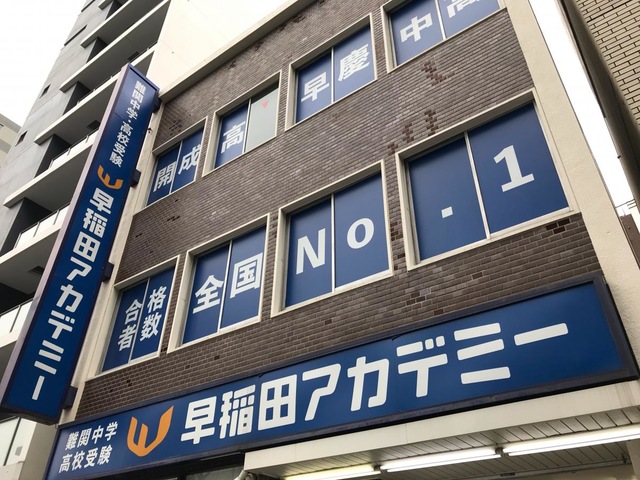 難関中学・高校受験
早稲田アカデミー
開成 高 早慶 中高
合格者数 全国 No.1
難関中学
高校受験
早稲田アカデミー